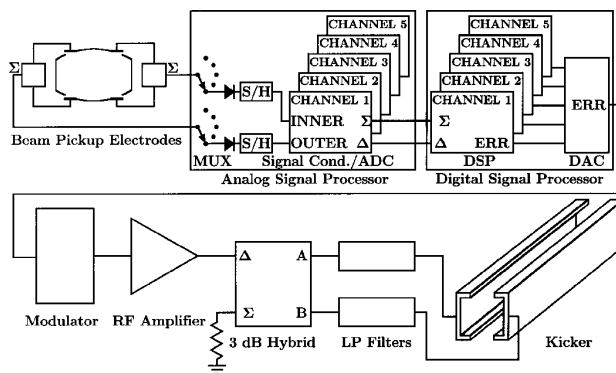 CHANNEL 5
CHANNEL 4
CHANNEL 3
CHANNEL 2
CHANNEL 1
INNER Σ
OUTER Δ
CHANNEL 5
CHANNEL 4
CHANNEL 3
CHANNEL 2
CHANNEL 1
Σ
Δ ERR
ERR
Σ Σ
S/H
S/H
Beam Pickup Electrodes
MUX Signal Cond./ADC
Analog Signal Processor
DSP DAC
Digital Signal Processor
Δ A
Σ B
Modulator RF Amplifier 3 dB Hybrid LP Filters Kicker